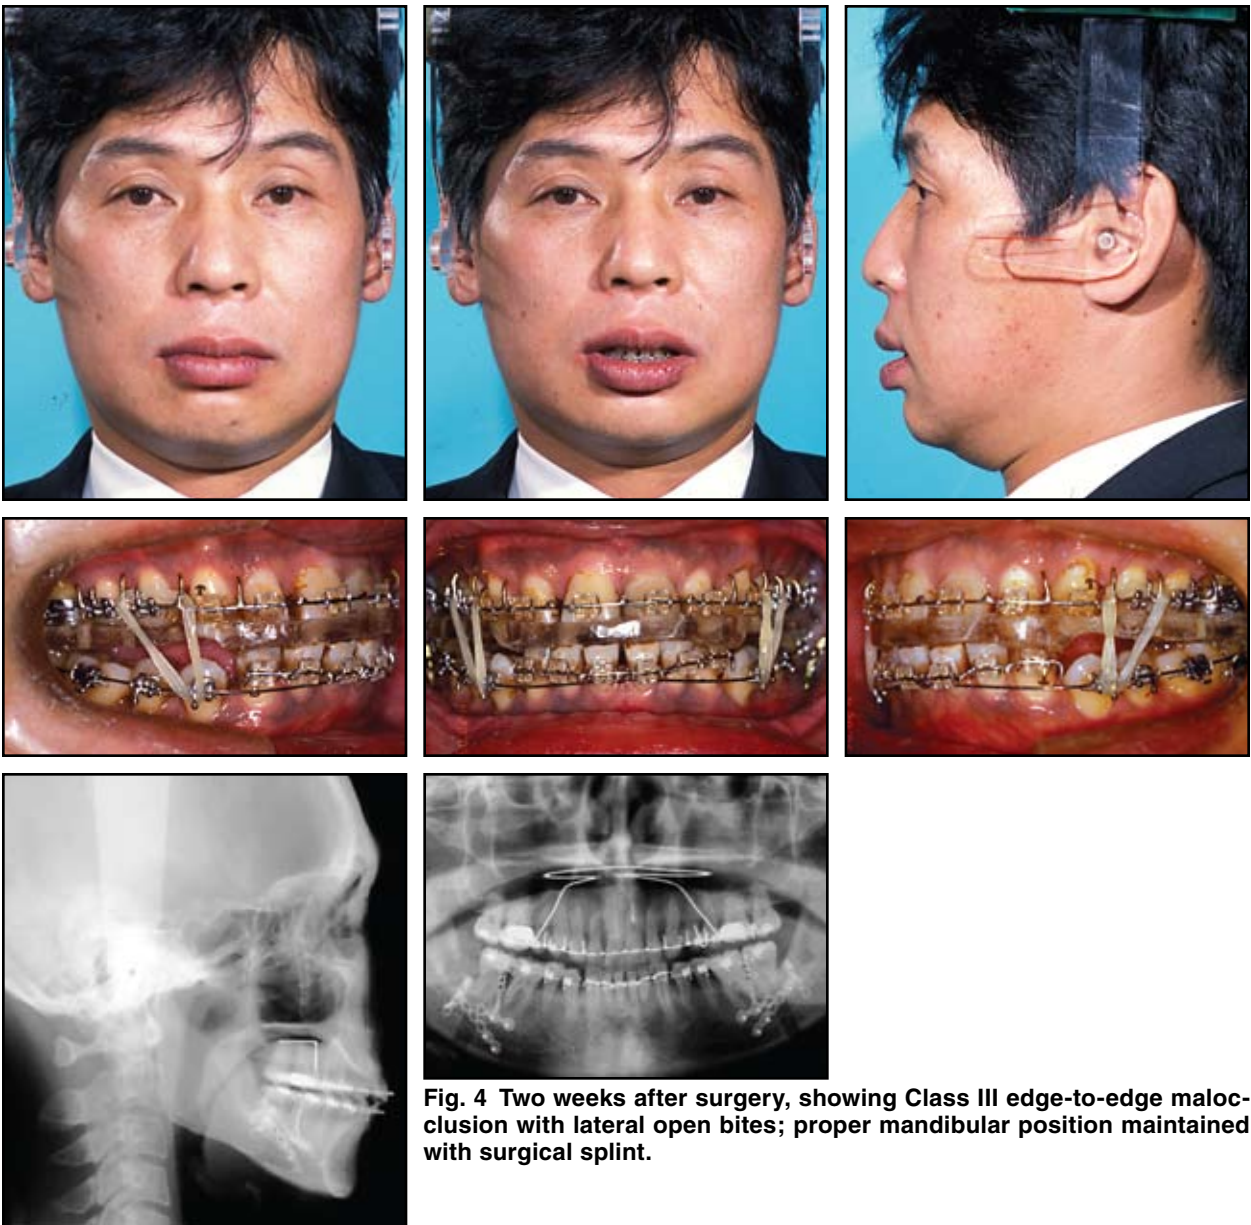 Fig. 4 Two weeks after surgery, showing Class III edge-to-edge maloc-
clusion with lateral open bites; proper mandibular position maintained
with surgical splint.